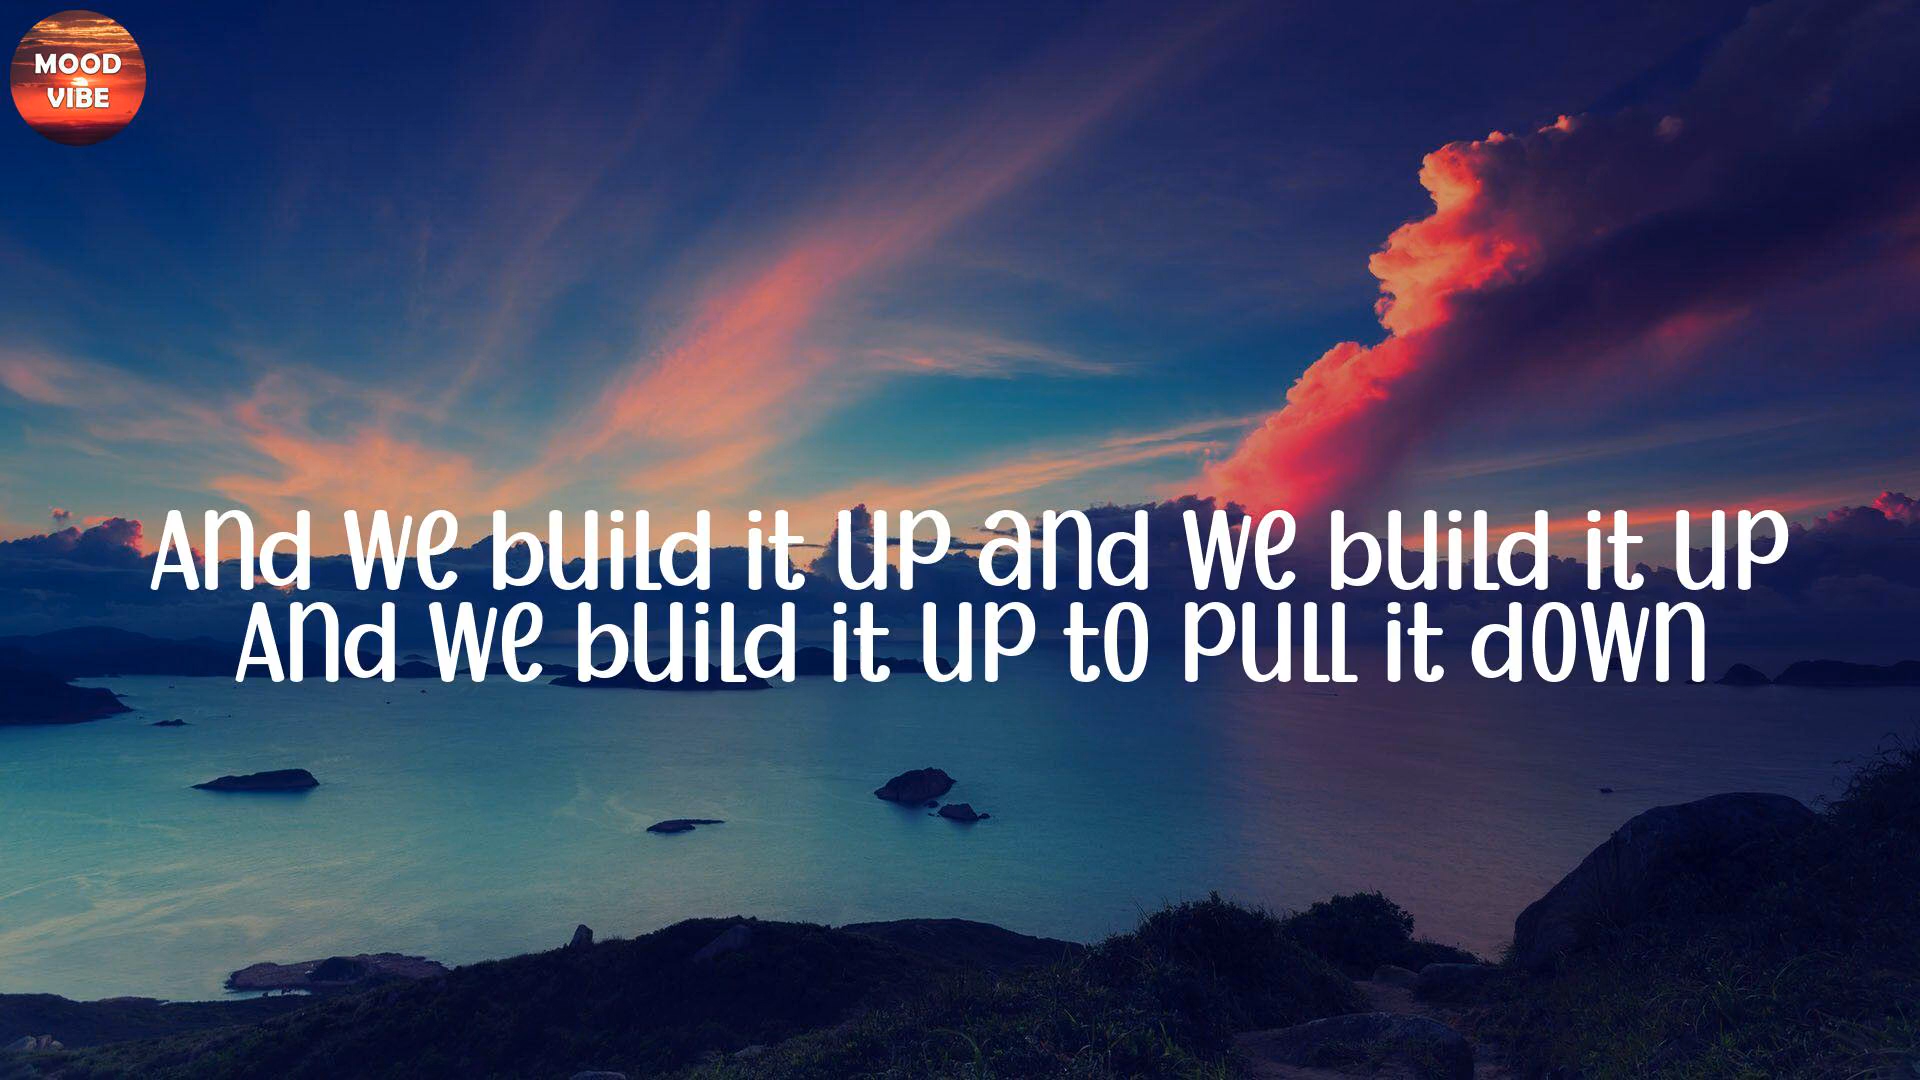 MOOD
VIBE
And we build it up and we build it up
And we build it up to pull it down